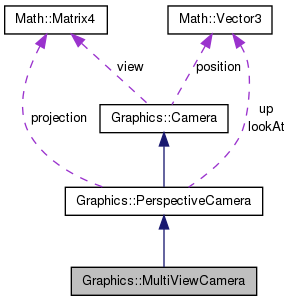 Math::Matrix4
Math::Vector3
view
position
projection
Graphics::Camera
up
lookAt
Graphics::PerspectiveCamera
Graphics::MultiViewCamera